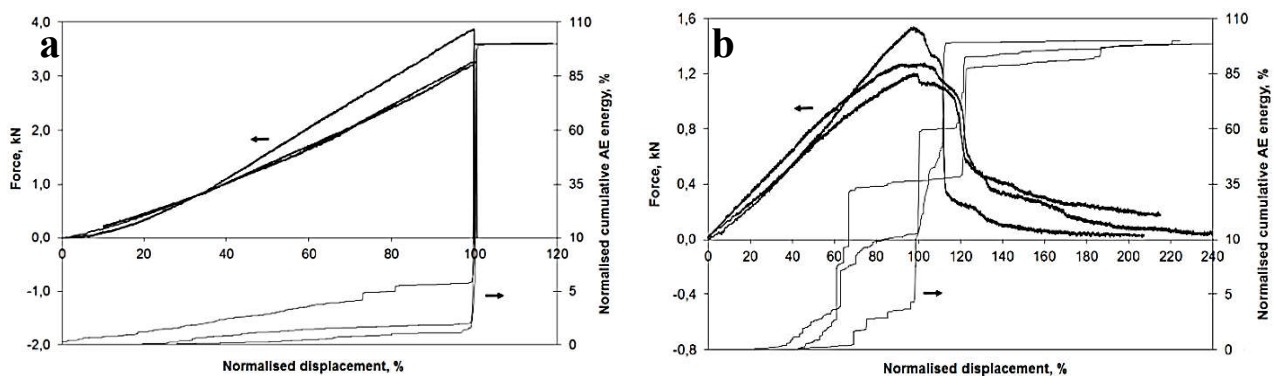 a
4,0
3,0
2,0
1,0
0,0
-1,0
-2,0
Force, kN
0 20 40 60 80 100 120
Normalised displacement, %
110
85
60
35
10
5
0
Normalised cumulative AE energy, %
b
1,6
1,2
0,8
0,4
0,0
-0,4
-0,8
Force, kN
0 20 40 60 80 100 120 140 160 180 200 220 240
Normalised displacement, %
110
85
60
35
10
5
0
Normalised cumulative AE energy, %